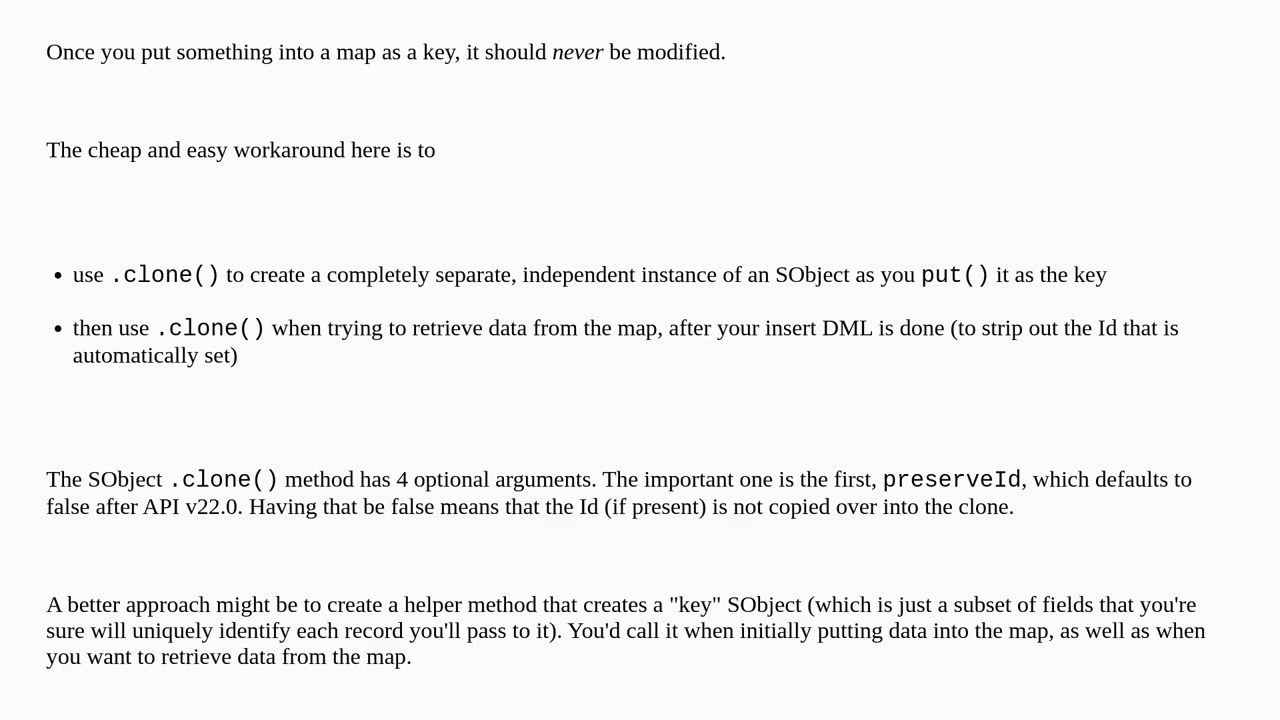 Once you put something into a map as a key, it should never be modified.
The cheap and easy workaround here is to
• use .clone() to create a completely separate, independent instance of an SObject as you put() it as the key
• then use .clone() when trying to retrieve data from the map, after your insert DML is done (to strip out the Id that is
automatically set)
The SObject .clone() method has 4 optional arguments. The important one is the first, preserveId, which defaults to
false after API v22.0. Having that be false means that the Id (if present) is not copied over into the clone.
A better approach might be to create a helper method that creates a "key" SObject (which is just a subset of fields that you're
sure will uniquely identify each record you'll pass to it). You'd call it when initially putting data into the map, as well as when
you want to retrieve data from the map.